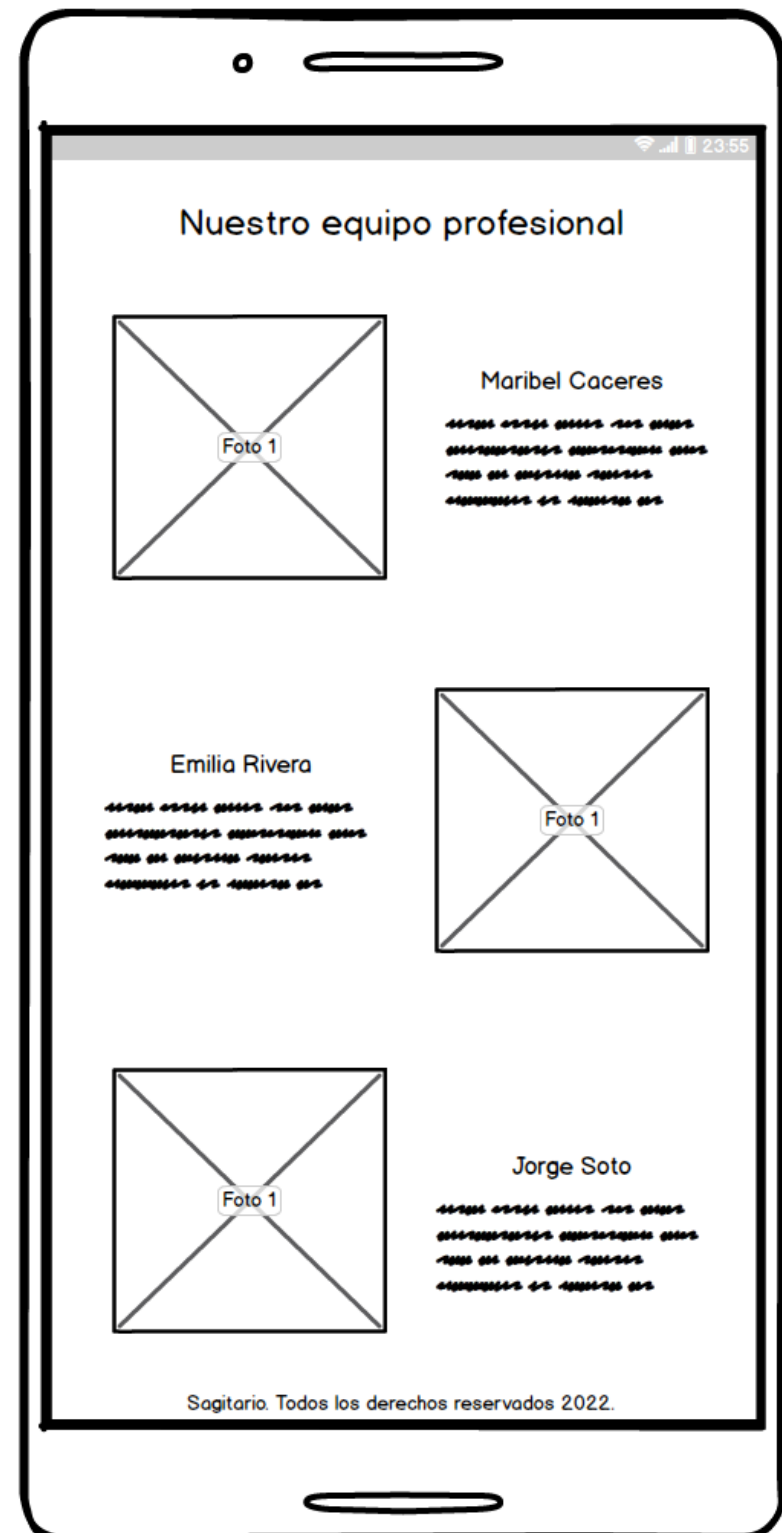 23:55
Nuestro equipo profesional
Maribel Caceres
Foto 1
Emilia Rivera
Foto 1
Jorge Soto
Foto 1
Sagitario. Todos los derechos reservados 2022.